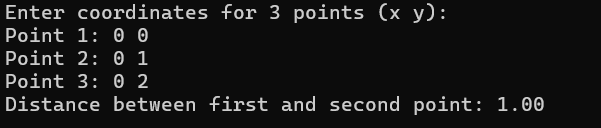 Enter coordinates for 3 points (x y):
Point 1: 0 0
Point 2: 0 1
Point 3: 0 2
Distance between first and second point: 1.00